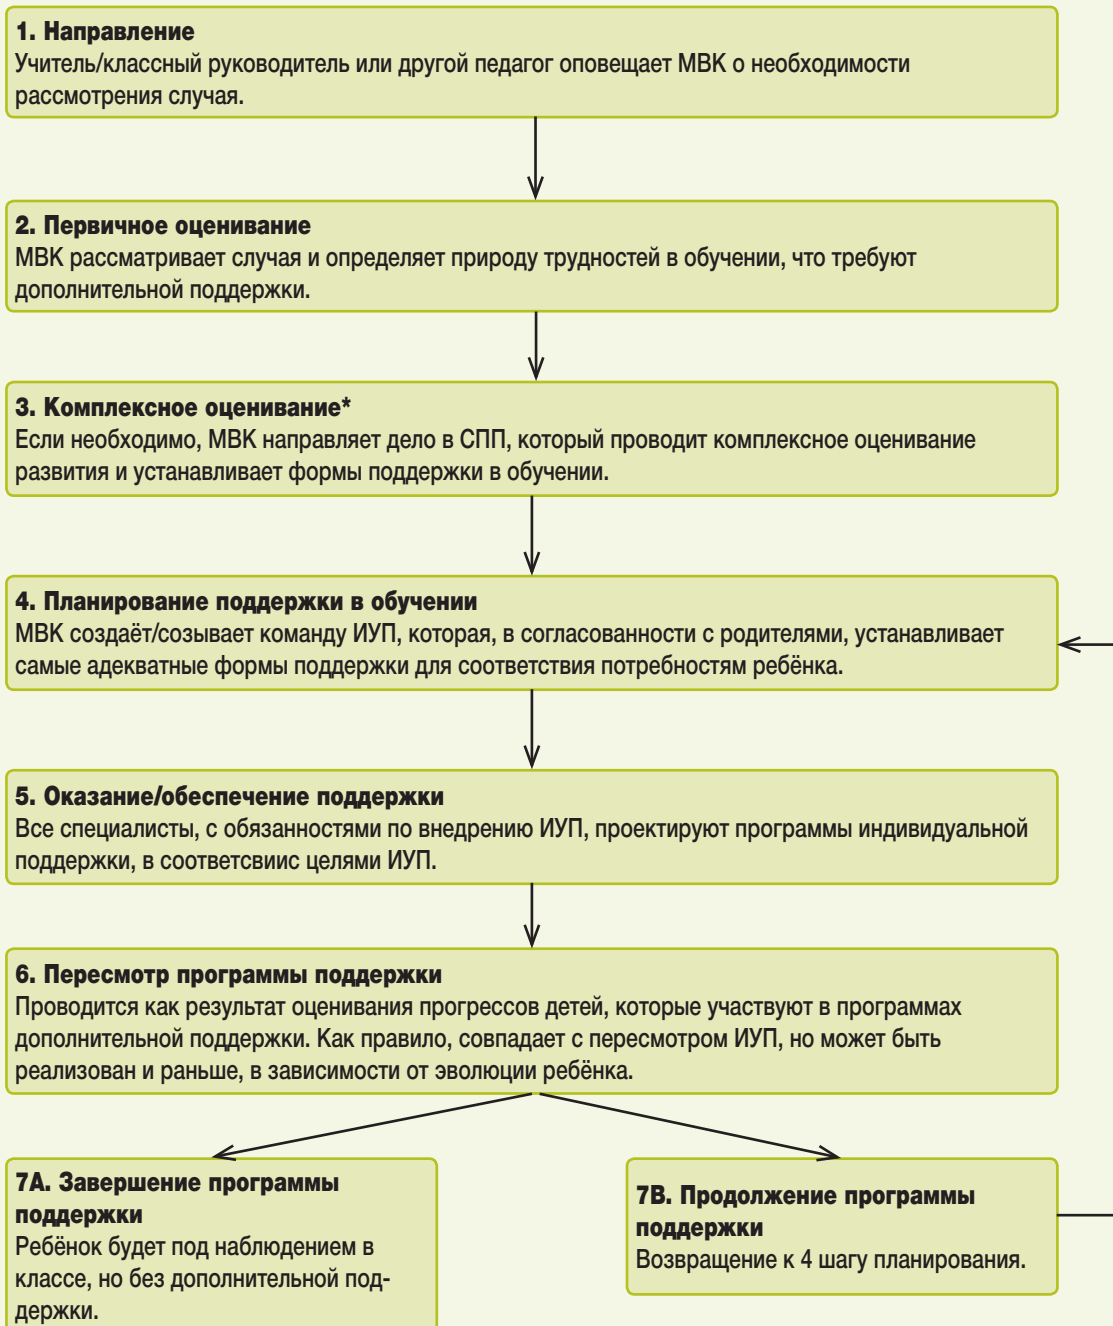 1. Направление
Учитель/классный руководитель или другой педагог оповещает МВК о необходимости
рассмотрения случая.
2. Первичное оценивание
МВК рассматривает случая и определяет природу трудностей в обучении, что требуют
дополнительной поддержки.
3. Комплексное оценивание*
Если необходимо, МВК направляет дело в СПП, который проводит комплексное оценивание
развития и устанавливает формы поддержки в обучении.
4. Планирование поддержки в обучении
МВК создаёт/созывает команду ИУП, которая, в согласованности с родителями, устанавливает
самые адекватные формы поддержки для соответствия потребностям ребёнка.
5. Оказание/обеспечение поддержки
Все специалисты, с обязанностями по внедрению ИУП, проектируют программы индивидуальной
поддержки, в соответсвиис целями ИУП.
6. Пересмотр программы поддержки
Проводится как результат оценивания прогрессов детей, которые участвуют в программах
дополнительной поддержки. Как правило, совпадает с пересмотром ИУП, но может быть
реализован и раньше, в зависимости от эволюции ребёнка.
7А. Завершение программы
поддержки
Ребёнок будет под наблюдением в
классе, но без дополнительной под-
держки.
7В. Продолжение программы
поддержки
Возвращение к 4 шагу планирования.